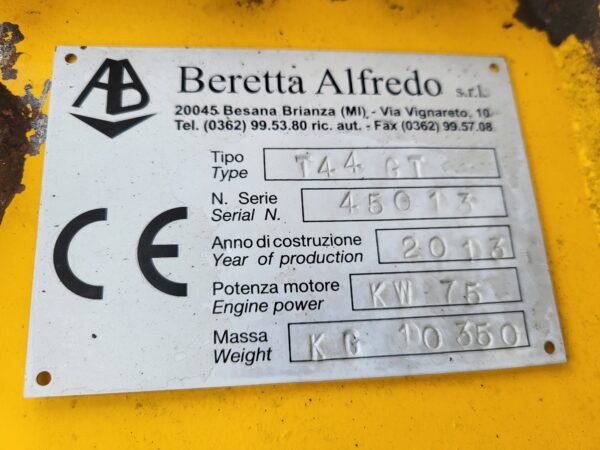 AB
Beretta Alfredo s.r.l.
20045 Besana Brianza (MI), - Via Vignareto, 10
Tel. (0362) 99.53.80 ric. aut. - Fax (0362) 99.57.08
Tipo
Type
T44 GT
N. Serie
Serial N.
45013
Anno di costruzione
Year of production
2013
Potenza motore
Engine power
KW 75
Massa
Weight
KG 10350
CE